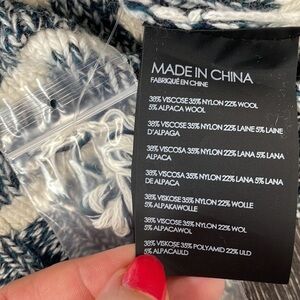 MADE IN CHINA
FABRIQUÉ EN CHINE
38% VISCOSE 35% NYLON 22% WOOL
5% ALPACA WOOL
38% VISCOSE 35% NYLON 22% LAINE 5% LAINE
D'ALPAGA
38% VISCOSA 35% NYLON 22% LANA 5% LANA
ALPACA
38% VISCOSA 35% NYLON 22% LANA 5% LANA
DE ALPACA
38% VISKOSE 35% NYLON 22% WOLLE
5% ALPAKAWOLLE
38% VISCOSE 35% NYLON 22% WOL
5% ALPACAWOL
38% VISKOSE 35% POLYAMID 22% ULD
5% ALPACAULD